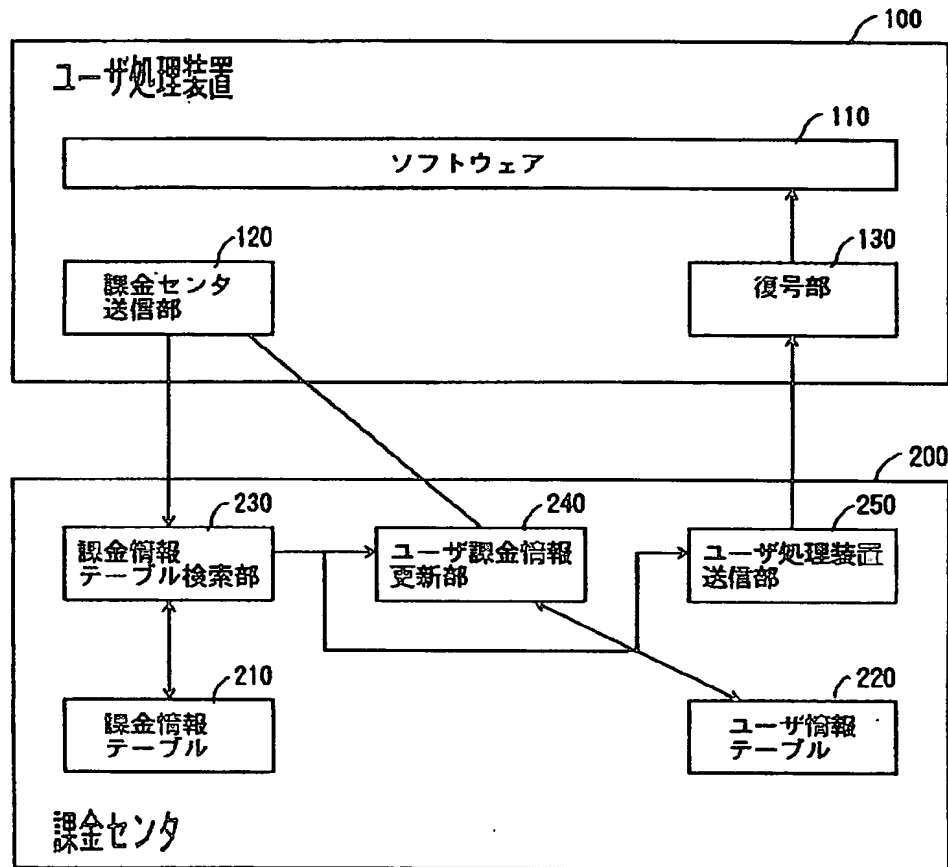 100
ユーザ処理装置
110
ソフトウェア
120
課金センタ
送信部
130
復号部
200
230
課金情報
テーブル検索部
240
ユーザ課金情報
更新部
250
ユーザ処理装置
送信部
210
課金情報
テーブル
220
ユーザ情報
テーブル
課金センタ